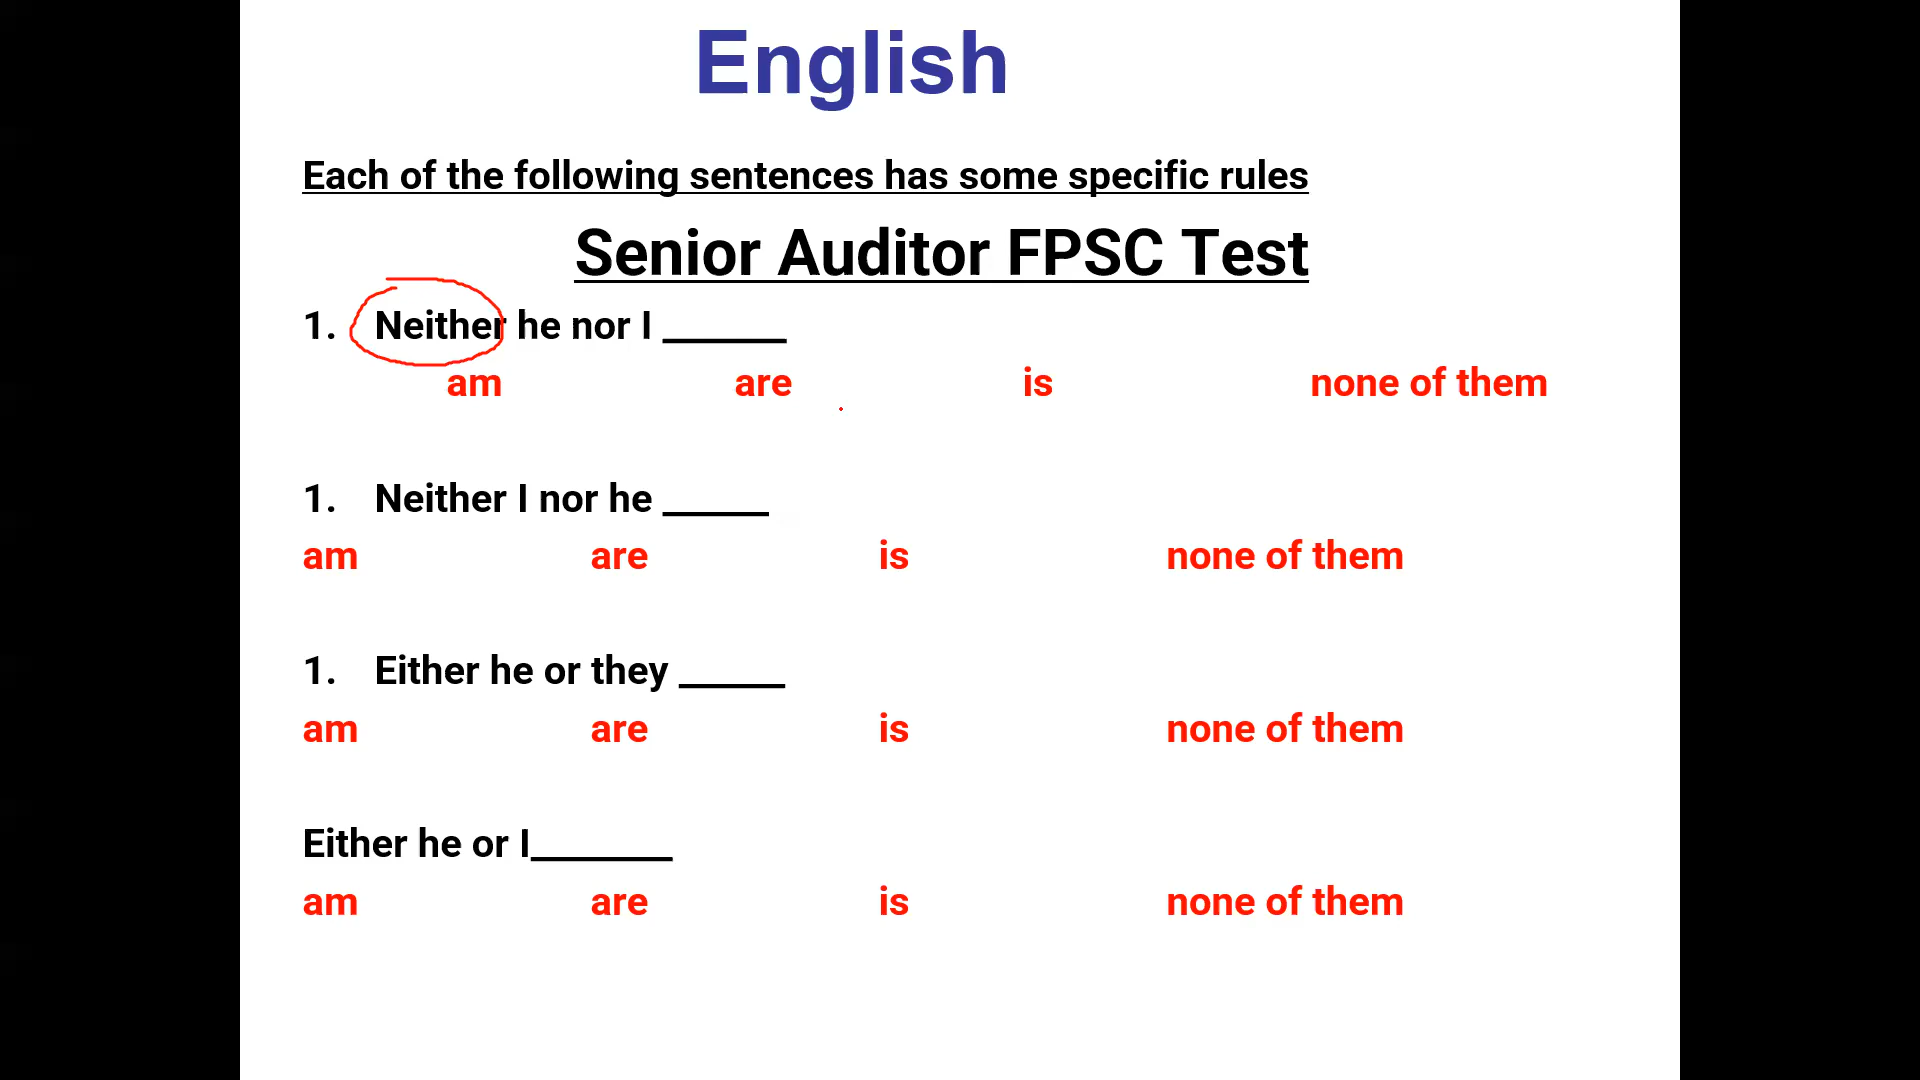 English
Each of the following sentences has some specific rules
Senior Auditor FPSC Test
1. Neither he nor I ______
am are is none of them
1. Neither I nor he _____
am are is none of them
1. Either he or they _____
am are is none of them
Either he or I_______
am are is none of them